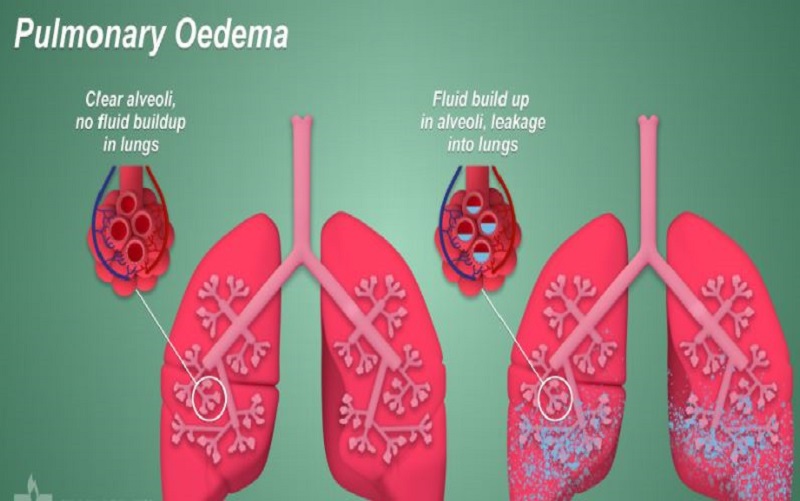 Pulmonary Oedema
Clear alveoli,
no fluid buildup
in lungs
Fluid build up
in alveoli, leakage
into lungs